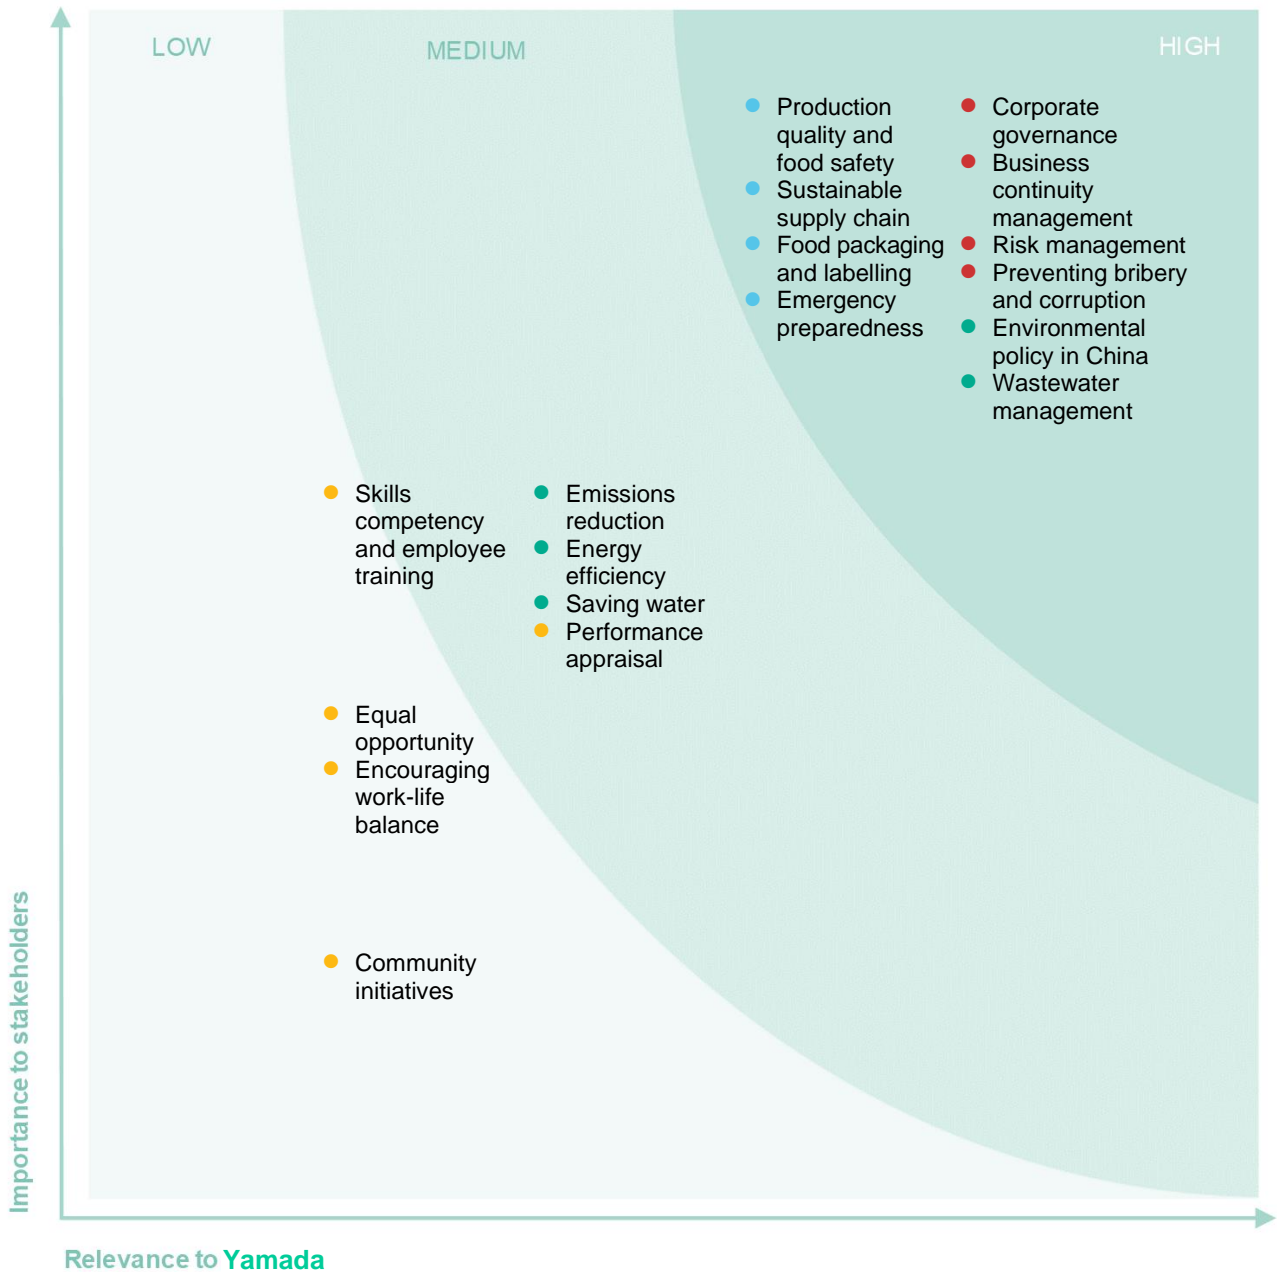 LOW
MEDIUM
HIGH
Production
quality and
food safety
Sustainable
supply chain
Food packaging
and labelling
Emergency
preparedness
Corporate
governance
Business
continuity
management
Risk management
Preventing bribery
and corruption
Environmental
policy in China
Wastewater
management
Skills
competency
and employee
training
Emissions
reduction
Energy
efficiency
Saving water
Performance
appraisal
Equal
opportunity
Encouraging
work-life
balance
Community
initiatives
Importance to stakeholders
Relevance to Yamada